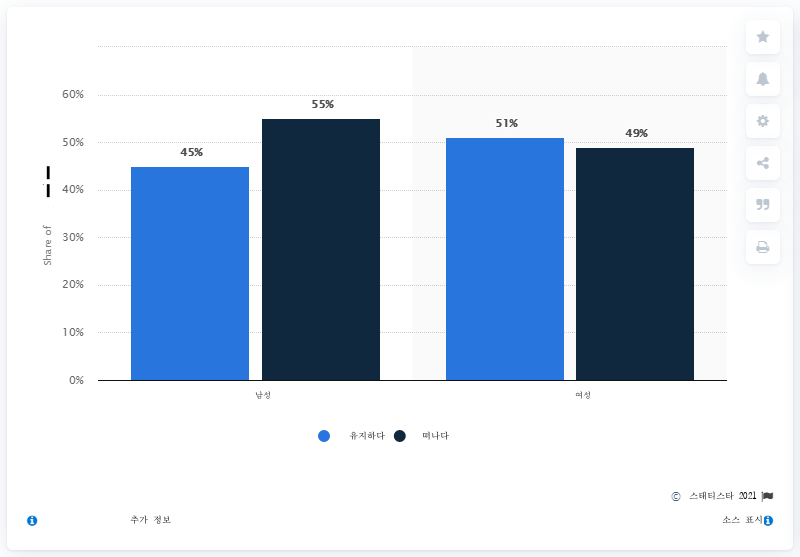 60%
55%
51%
50%
49%
45%
40%
30%
20%
10%
0%
Share of
남성 여성
유지하다 떠나다
© 스태티스타 2021
추가 정보 소스 표시